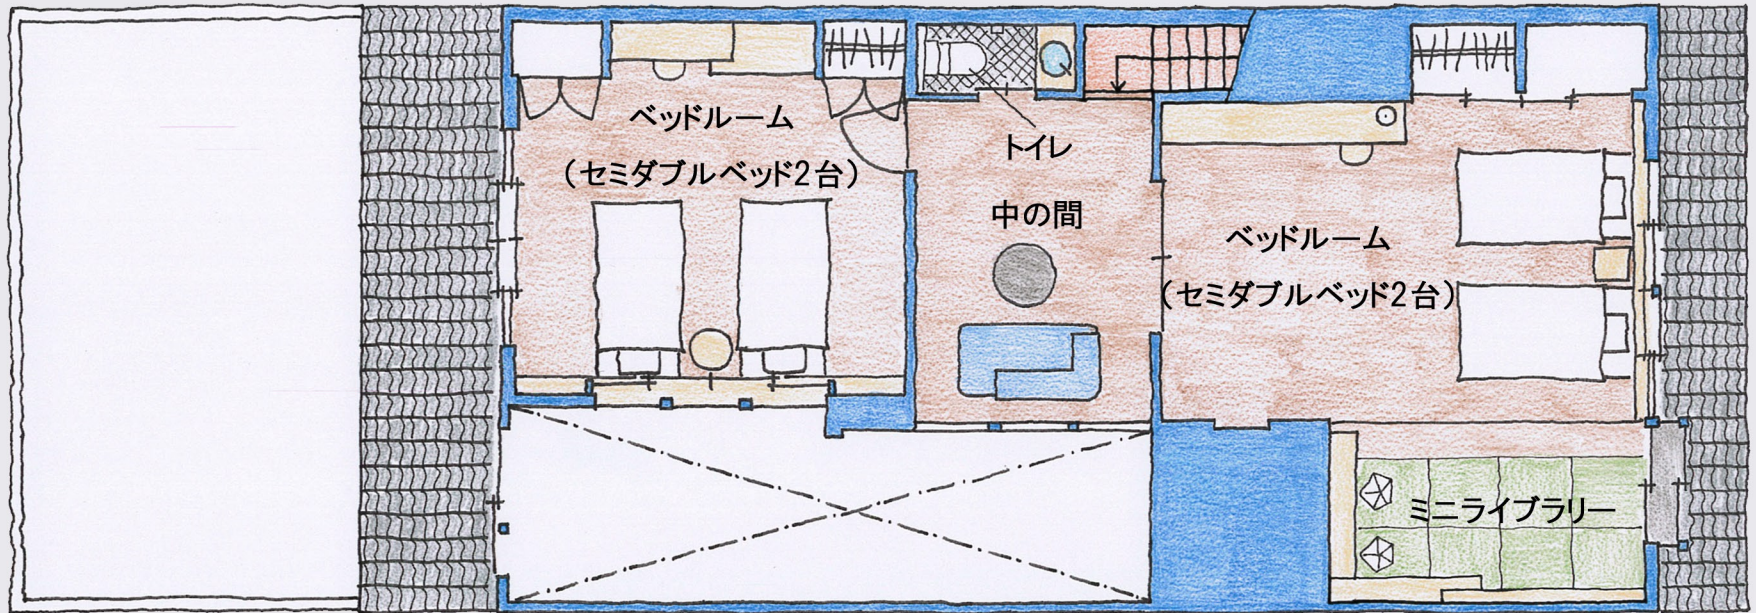 ベッドルーム
（セミダブルベッド2台）
トイレ
中の間
ベッドルーム
（セミダブルベッド2台）
ミニライブラリー